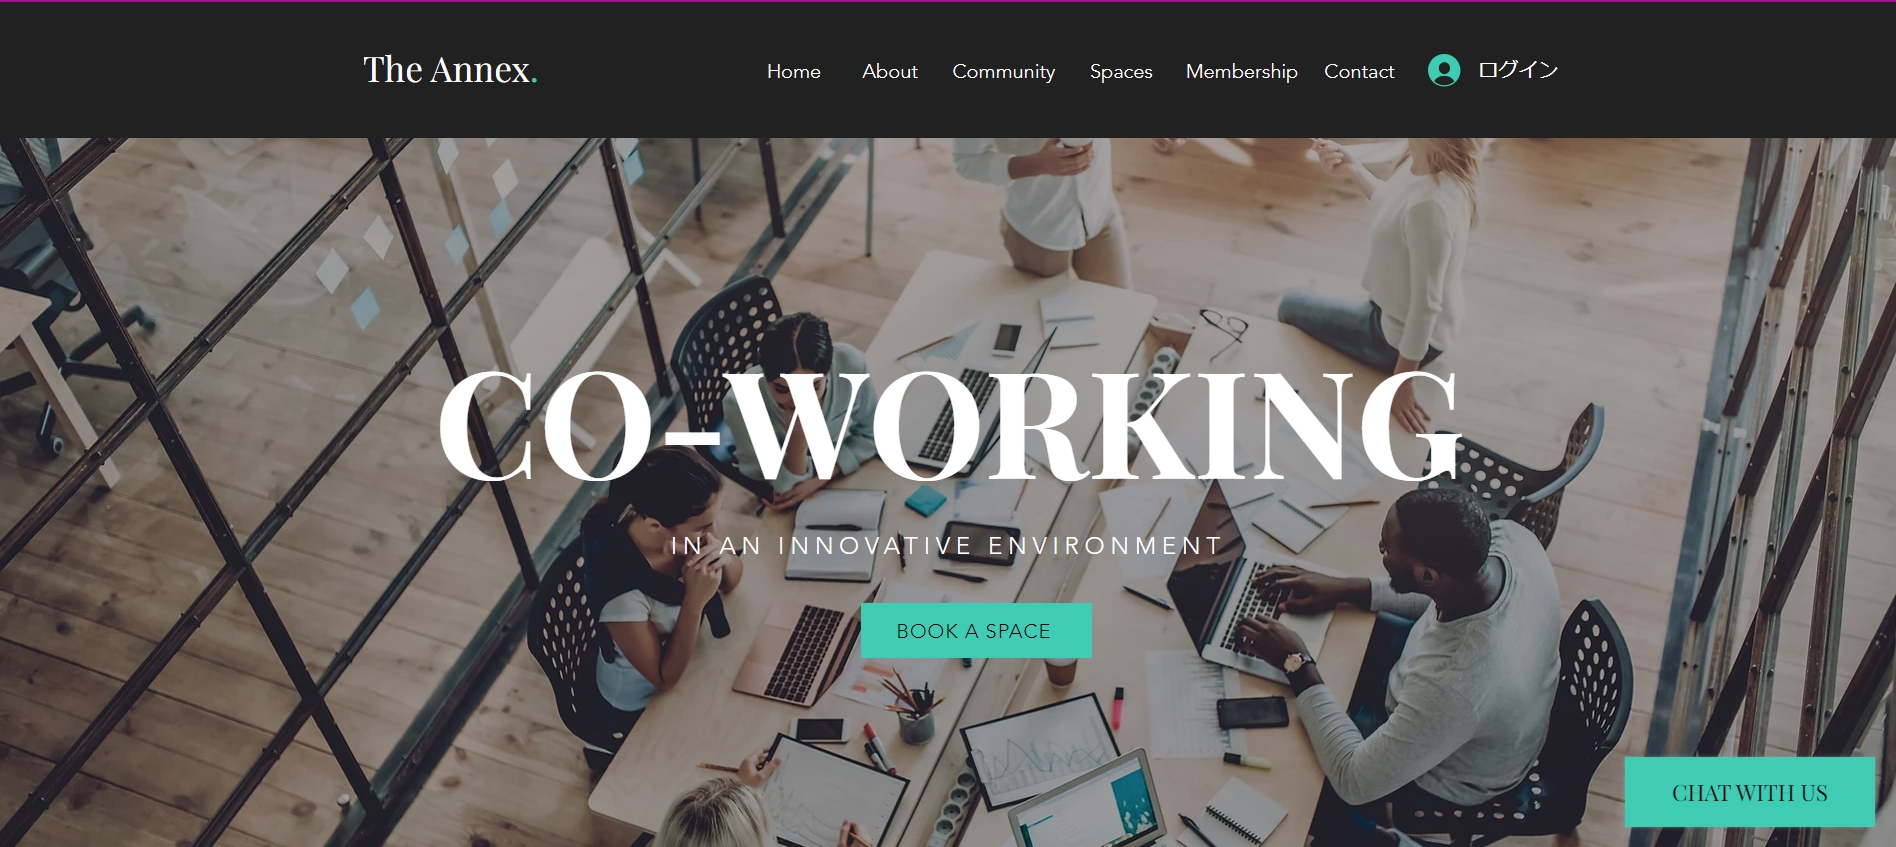 The Annex.
Home About Community Spaces Membership Contact ログイン
CO-WORKING
IN AN INNOVATIVE ENVIRONMENT
BOOK A SPACE
CHAT WITH US